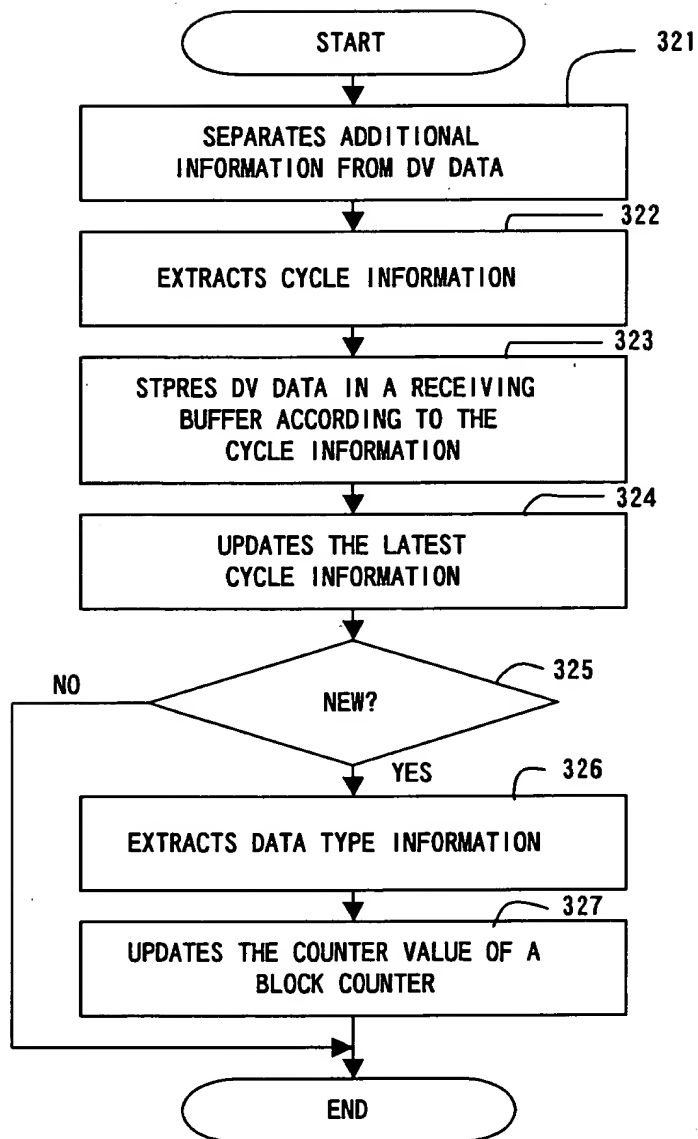 START
321
SEPARATES ADDITIONAL
INFORMATION FROM DV DATA
322
EXTRACTS CYCLE INFORMATION
323
STPRES DV DATA IN A RECEIVING
BUFFER ACCORDING TO THE
CYCLE INFORMATION
324
UPDATES THE LATEST
CYCLE INFORMATION
325
NO
NEW?
YES
326
EXTRACTS DATA TYPE INFORMATION
327
UPDATES THE COUNTER VALUE OF A
BLOCK COUNTER
END